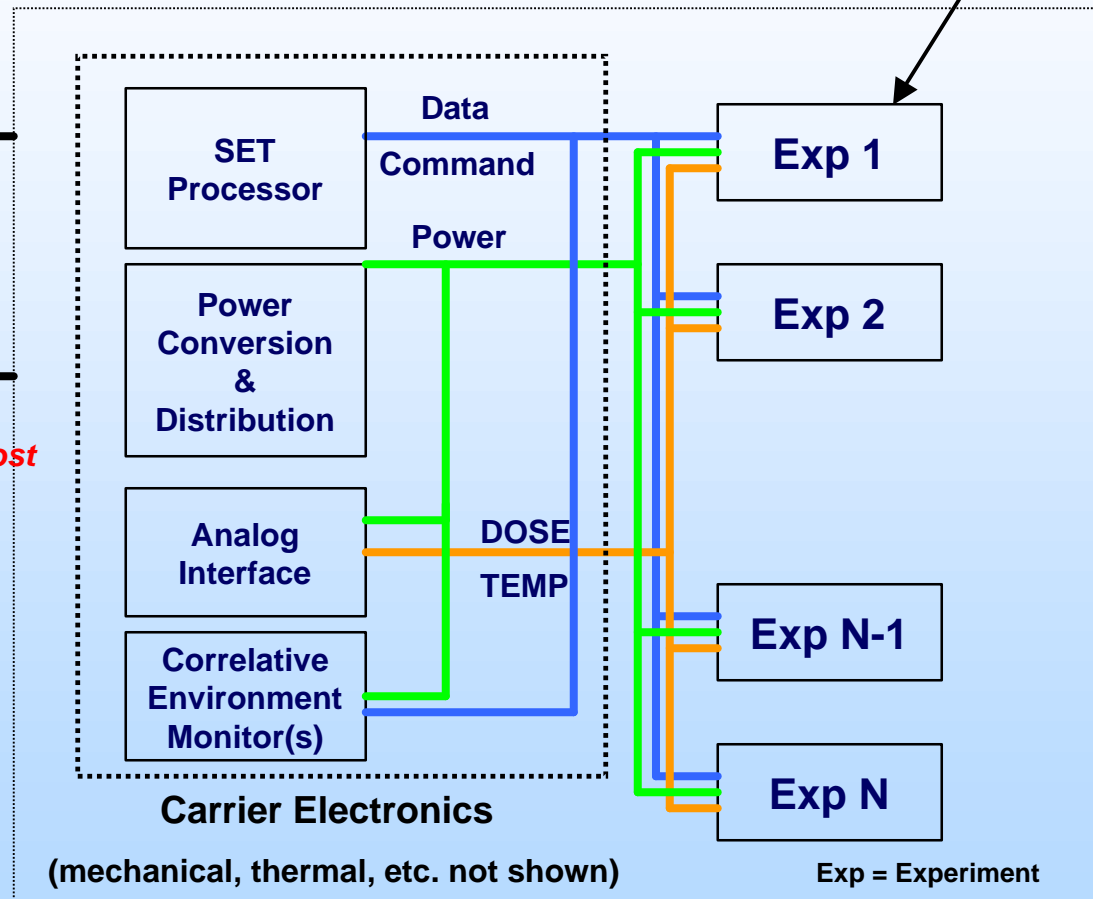 Data
Command
SET
Processor
Exp 1
Power
Power
Conversion
&
Distribution
Exp 2
ost
Analog
Interface
DOSE
TEMP
Exp N-1
Correlative
Environment
Monitor(s)
Exp N
Carrier Electronics
(mechanical, thermal, etc. not shown)
Exp = Experiment